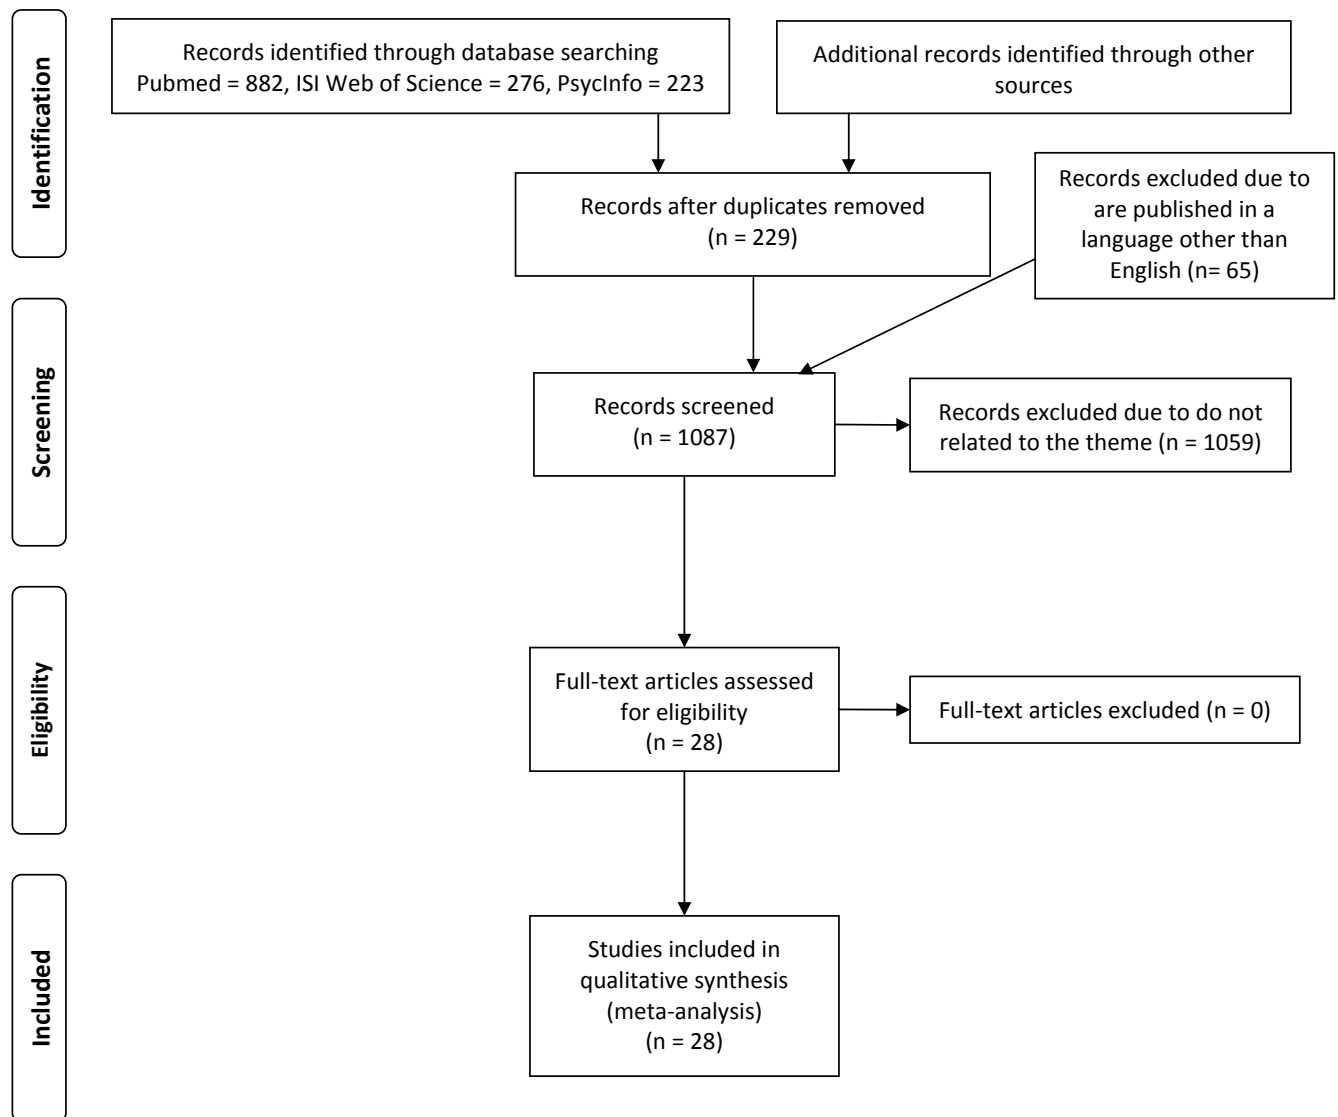 Identification
Records identified through database searching
Pubmed = 882, ISI Web of Science = 276, PsycInfo = 223
Additional records identified through other
sources
Records after duplicates removed
(n = 229)
Records excluded due to
are published in a
language other than
English (n= 65)
Screening
Records screened
(n = 1087)
Records excluded due to do not
related to the theme (n = 1059)
Eligibility
Full-text articles assessed
for eligibility
(n = 28)
Full-text articles excluded (n = 0)
Included
Studies included in
qualitative synthesis
(meta-analysis)
(n = 28)